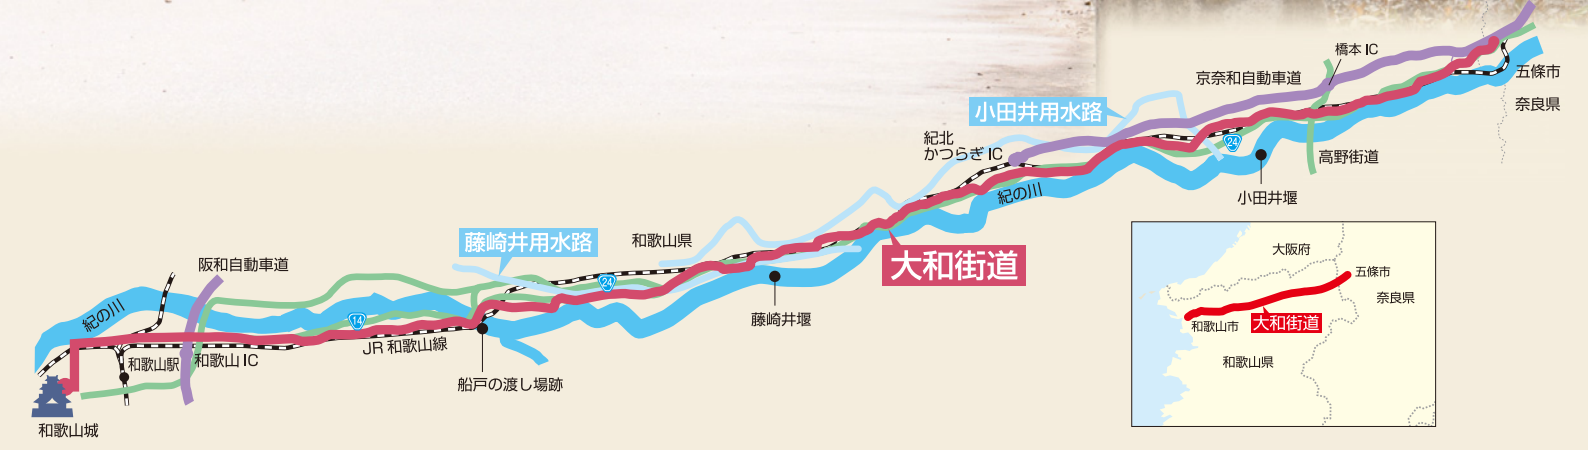 橋本 IC
京奈和自動車道
五條市
奈良県
小田井用水路
24
紀北
かつらぎ IC
高野街道
紀の川
小田井堰
藤崎井用水路
和歌山県
大和街道
阪和自動車道
24
紀の川
14
藤崎井堰
和歌山駅
和歌山 IC
JR 和歌山線
船戸の渡し場跡
和歌山城
大阪府
五條市
奈良県
和歌山市
大和街道
和歌山県